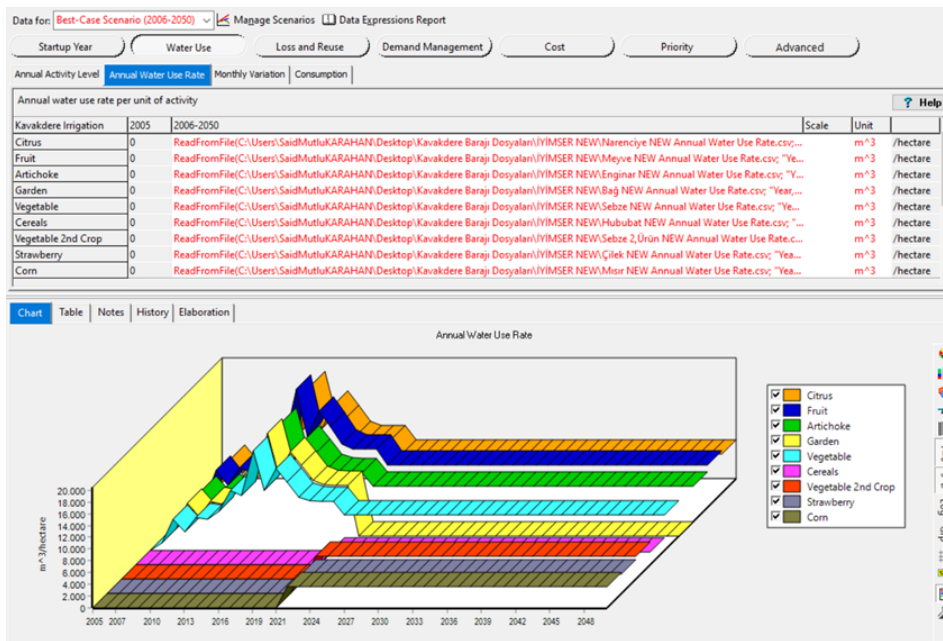 Data for: Best-Case Scenario (2006-2050) Manage Scenarios Data Expressions Report
Startup Year Water Use Loss and Reuse Demand Management Cost Priority Advanced
Annual Activity Level Annual Water Use Rate Monthly Variation Consumption
Annual water use rate per unit of activity ? Help
Kavakdere Irrigation 2005 2006-2050 Scale Unit
Citrus 0 ReadFromFile(C:\Users\SaidMutluKARAHAN\Desktop\Kavakdere Barajı Dosyaları\İYİMSER NEW\Narenciye NEW Annual Water Use Rate.csv;... m^3 /hectare
Fruit 0 ReadFromFile(C:\Users\SaidMutluKARAHAN\Desktop\Kavakdere Barajı Dosyaları\İYİMSER NEW\Meyve NEW Annual Water Use Rate.csv; "Ye... m^3 /hectare
Artichoke 0 ReadFromFile(C:\Users\SaidMutluKARAHAN\Desktop\Kavakdere Barajı Dosyaları\İYİMSER NEW\Enginar NEW Annual Water Use Rate.csv; "Y... m^3 /hectare
Garden 0 ReadFromFile(C:\Users\SaidMutluKARAHAN\Desktop\Kavakdere Barajı Dosyaları\İYİMSER NEW\Bağ NEW Annual Water Use Rate.csv; "Year,... m^3 /hectare
Vegetable 0 ReadFromFile(C:\Users\SaidMutluKARAHAN\Desktop\Kavakdere Barajı Dosyaları\İYİMSER NEW\Sebze NEW Annual Water Use Rate.csv; "Ye... m^3 /hectare
Cereals 0 ReadFromFile(C:\Users\SaidMutluKARAHAN\Desktop\Kavakdere Barajı Dosyaları\İYİMSER NEW\Hububat NEW Annual Water Use Rate.csv; "... m^3 /hectare
Vegetable 2nd Crop 0 ReadFromFile(C:\Users\SaidMutluKARAHAN\Desktop\Kavakdere Barajı Dosyaları\İYİMSER NEW\Sebze 2,Ürün NEW Annual Water Use Rate.c... m^3 /hectare
Strawberry 0 ReadFromFile(C:\Users\SaidMutluKARAHAN\Desktop\Kavakdere Barajı Dosyaları\İYİMSER NEW\Çilek NEW Annual Water Use Rate.csv; "Yea... m^3 /hectare
Corn 0 ReadFromFile(C:\Users\SaidMutluKARAHAN\Desktop\Kavakdere Barajı Dosyaları\İYİMSER NEW\Mısır NEW Annual Water Use Rate.csv; "Yea... m^3 /hectare
Chart Table Notes History Elaboration
Annual Water Use Rate
Citrus
Fruit
Artichoke
Garden
Vegetable
Cereals
Vegetable 2nd Crop
Strawberry
Corn
m^3/hectare
20.000
18.000
16.000
14.000
12.000
10.000
8.000
6.000
4.000
2.000
0
2005 2007 2010 2013 2016 2019 2021 2024 2027 2030 2033 2036 2039 2042 2045 2048